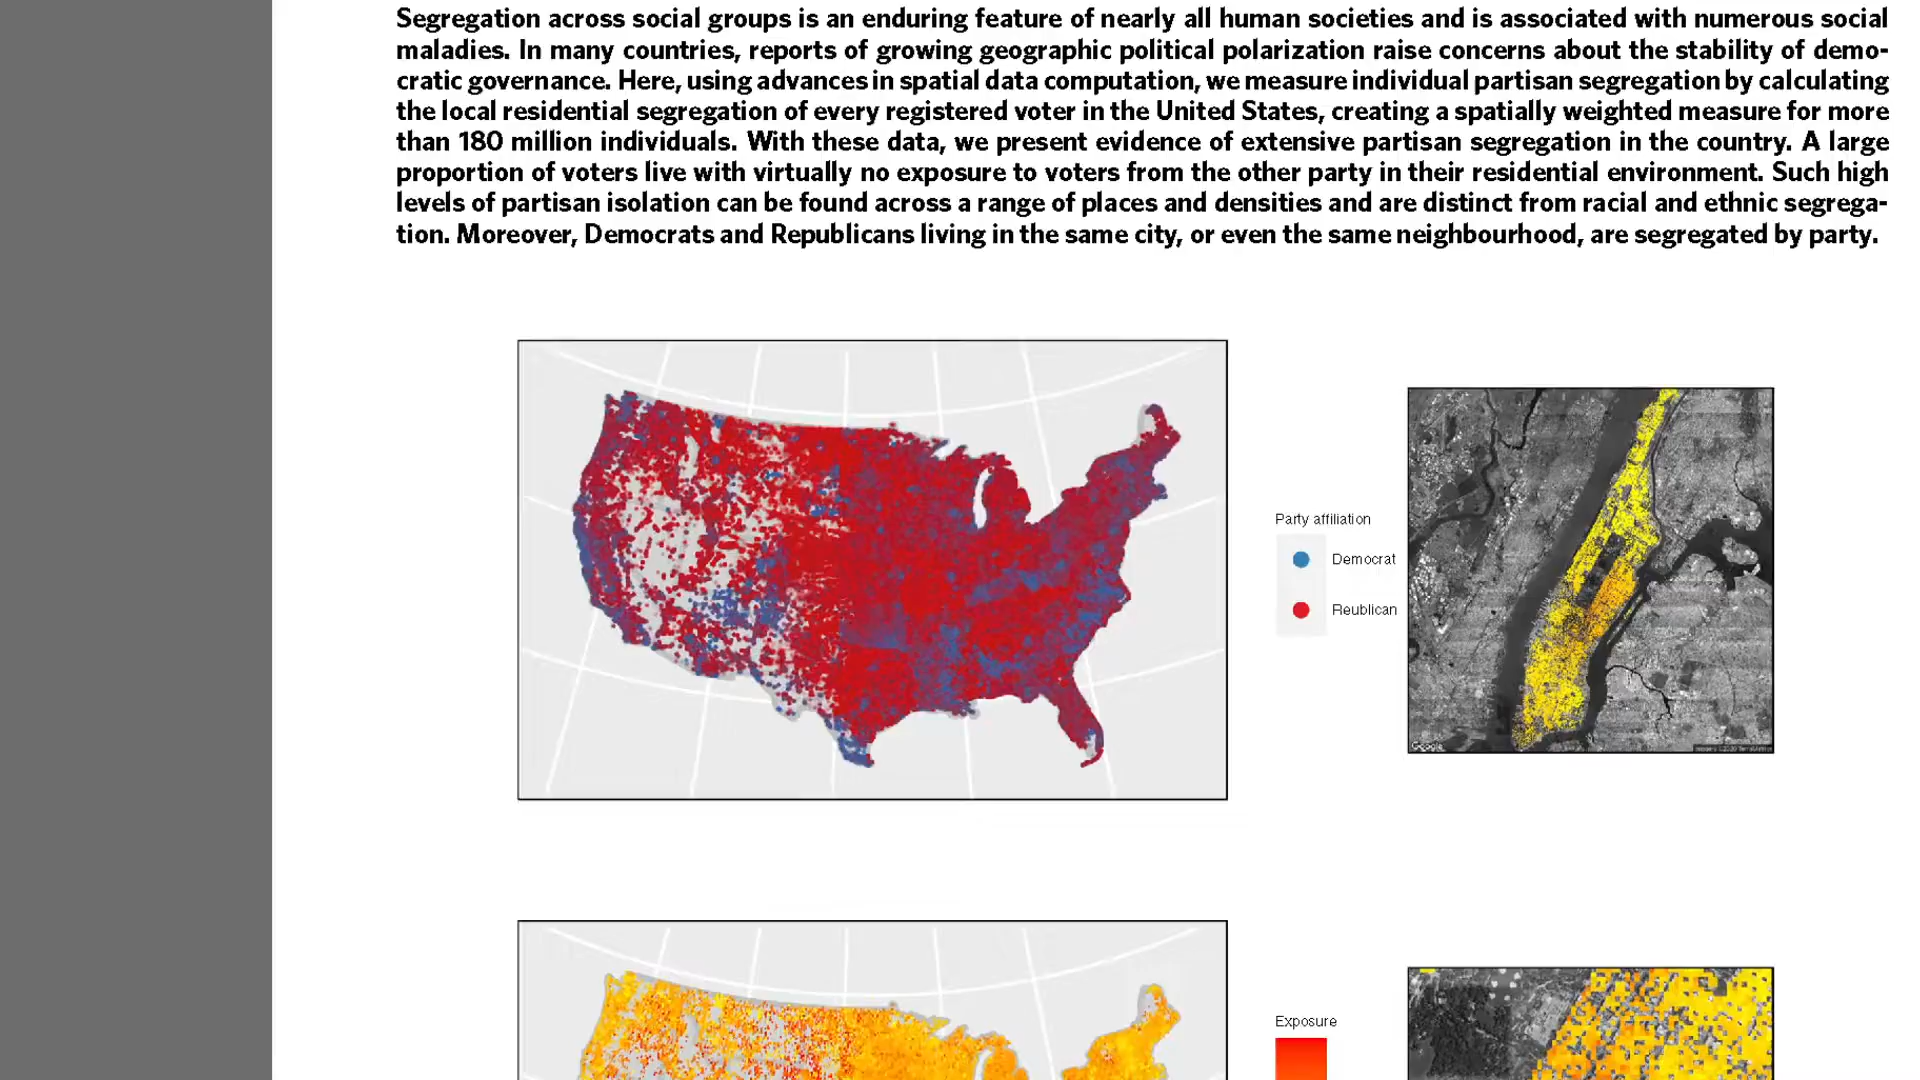 Segregation across social groups is an enduring feature of nearly all human societies and is associated with numerous social
maladies. In many countries, reports of growing geographic political polarization raise concerns about the stability of demo-
cratic governance. Here, using advances in spatial data computation, we measure individual partisan segregation by calculating
the local residential segregation of every registered voter in the United States, creating a spatially weighted measure for more
than 180 million individuals. With these data, we present evidence of extensive partisan segregation in the country. A large
proportion of voters live with virtually no exposure to voters from the other party in their residential environment. Such high
levels of partisan isolation can be found across a range of places and densities and are distinct from racial and ethnic segrega-
tion. Moreover, Democrats and Republicans living in the same city, or even the same neighbourhood, are segregated by party.
Party affiliation
Democrat
Reublican
Google
Exposure